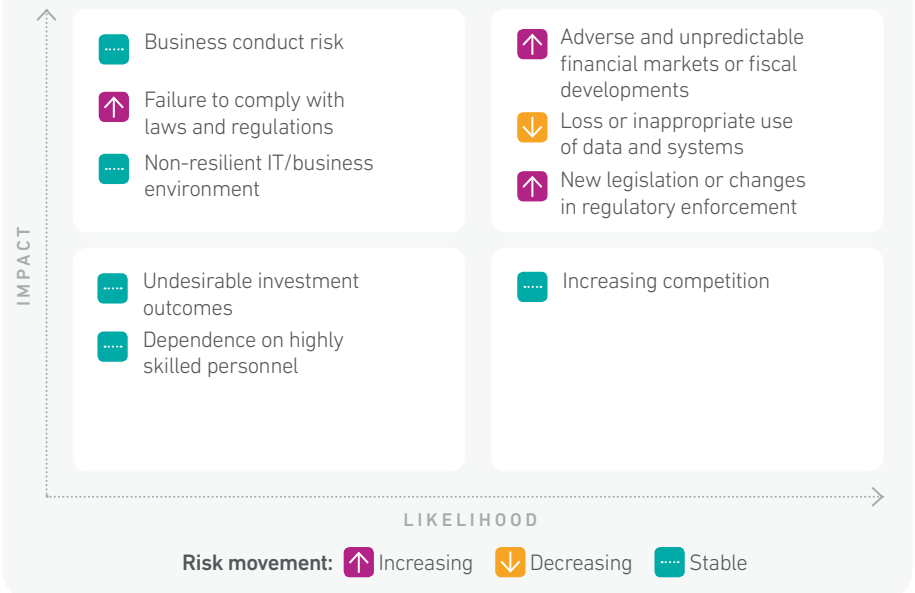 Business conduct risk
Failure to comply with
laws and regulations
Non-resilient IT/business
environment
Adverse and unpredictable
financial markets or fiscal
developments
Loss or inappropriate use
of data and systems
New legislation or changes
in regulatory enforcement
IMPACT
Undesirable investment
outcomes
Dependence on highly
skilled personnel
Increasing competition
LIKELIHOOD
Risk movement: Increasing Decreasing Stable